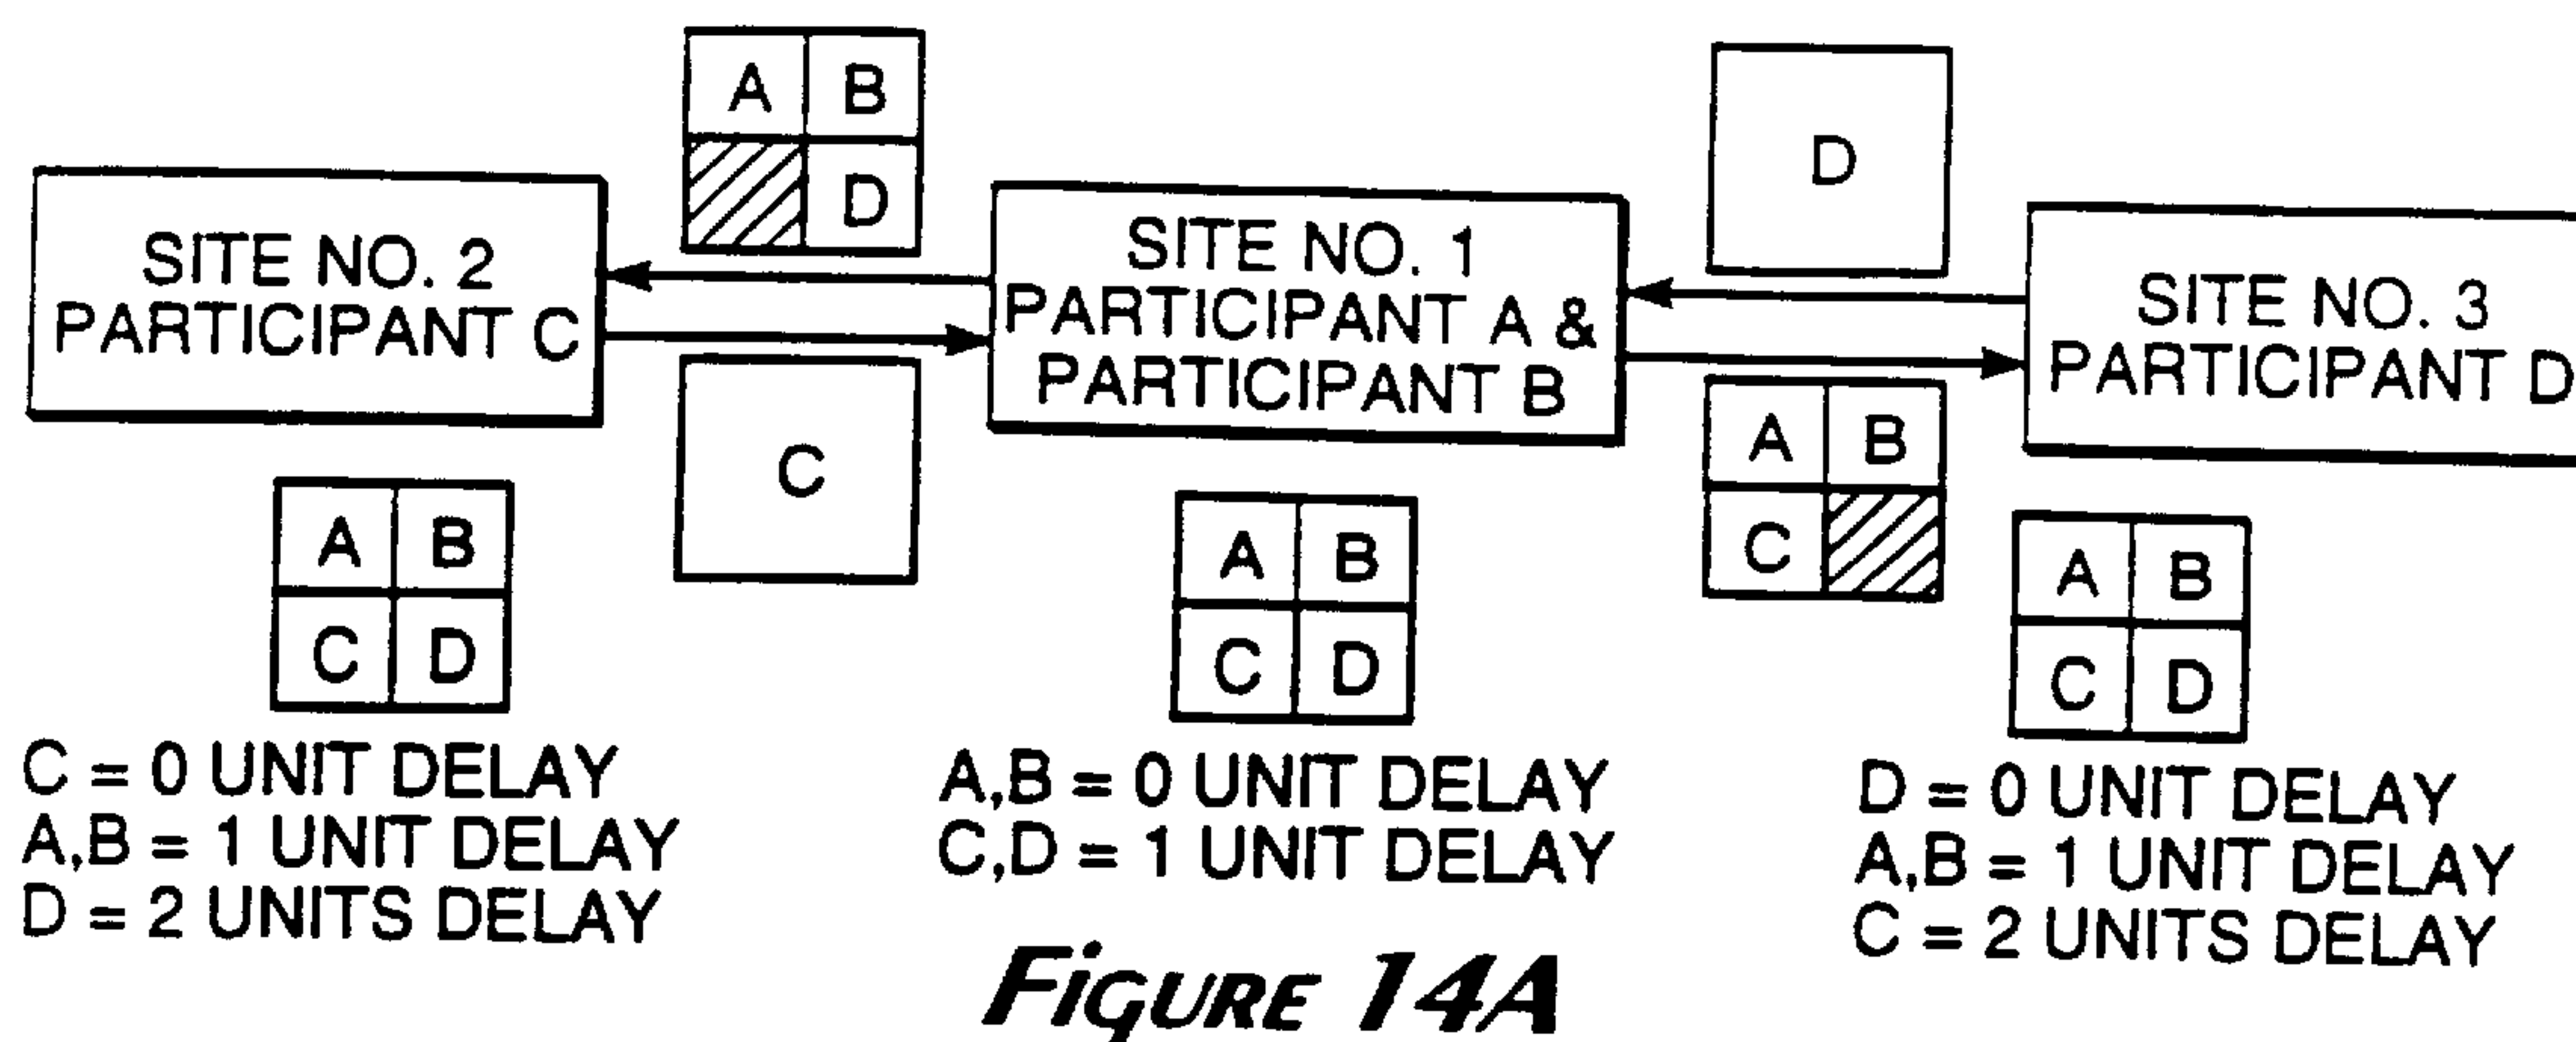 A B
D
D
SITE NO. 2
PARTICIPANT C
SITE NO. 1
PARTICIPANT A &
PARTICIPANT B
SITE NO. 3
PARTICIPANT D
C
A B
C
A B
C D
A B
C D
A B
C D
C = 0 UNIT DELAY
A,B = 1 UNIT DELAY
D = 2 UNITS DELAY
A,B = 0 UNIT DELAY
C,D = 1 UNIT DELAY
D = 0 UNIT DELAY
A,B = 1 UNIT DELAY
C = 2 UNITS DELAY
FIGURE 14A